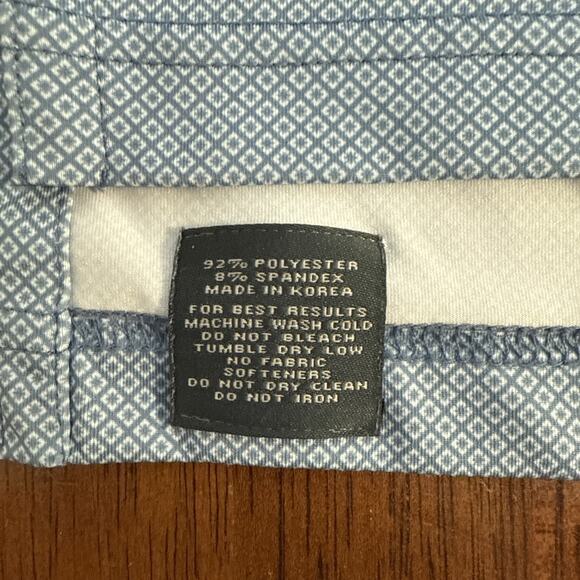 92% POLYESTER
8% SPANDEX
MADE IN KOREA
FOR BEST RESULTS
MACHINE WASH COLD
DO NOT BLEACH
TUMBLE DRY LOW
NO FABRIC
SOFTENERS
DO NOT DRY CLEAN
DO NOT IRON